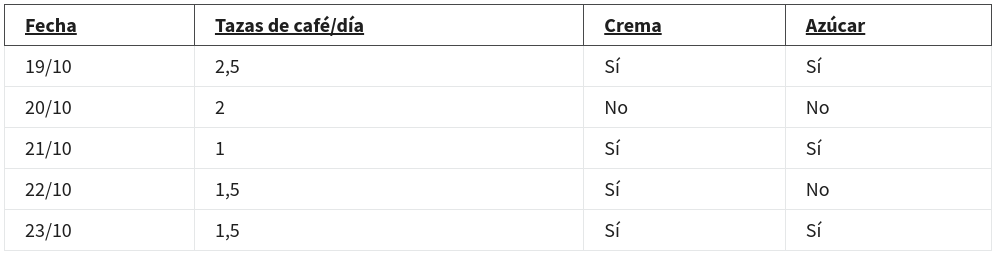 Fecha Tazas de café/día Crema Azúcar
19/10 2,5 Sí Sí
20/10 2 No No
21/10 1 Sí Sí
22/10 1,5 Sí No
23/10 1,5 Sí Sí